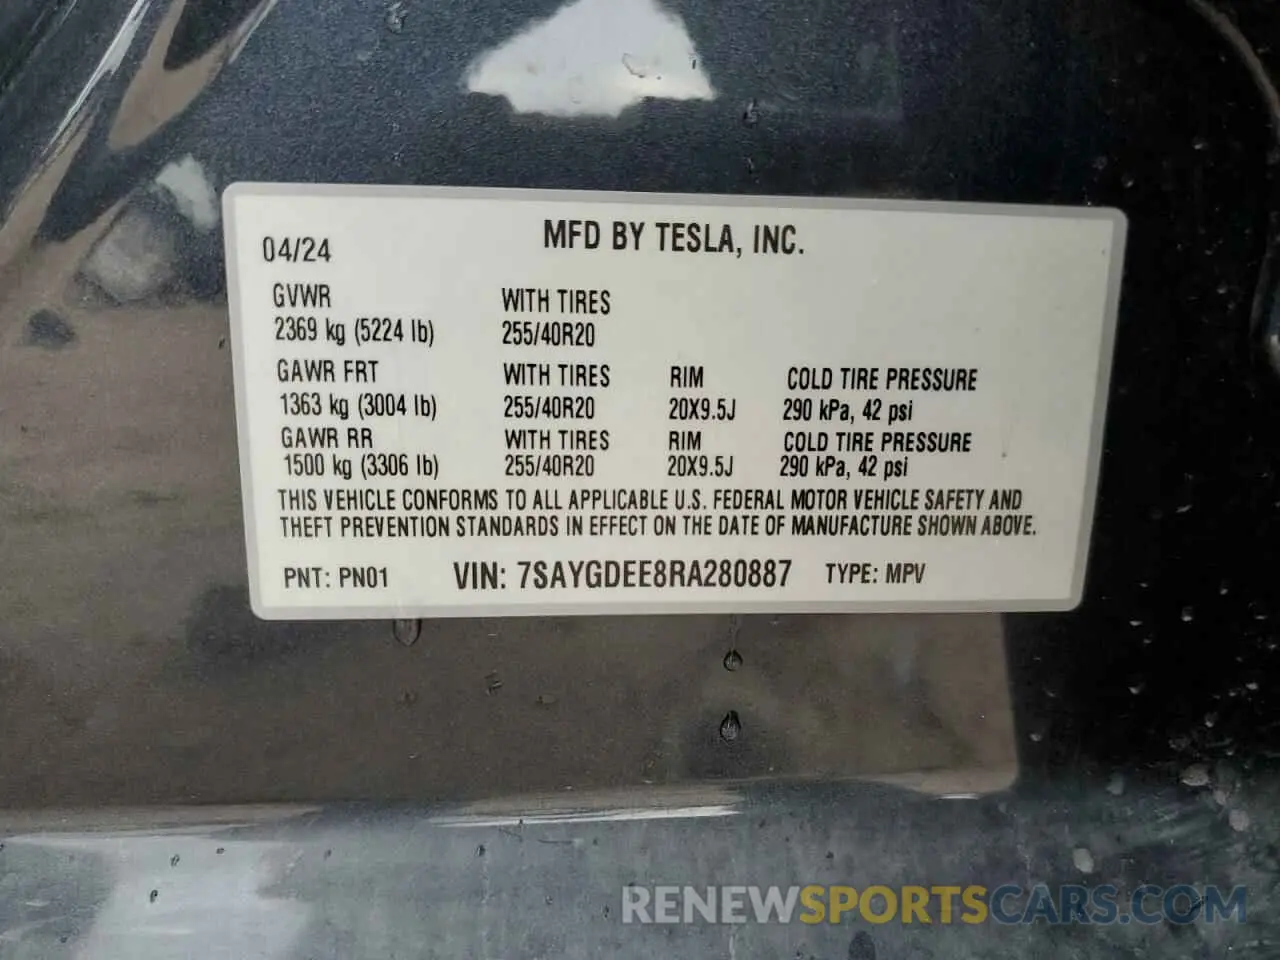 MFD BY TESLA, INC.
04/24
GVWR WITH TIRES
2369 kg (5224 lb) 255/40R20
GAWR FRT WITH TIRES RIM COLD TIRE PRESSURE
1363 kg (3004 lb) 255/40R20 20X9.5J 290 kPa, 42 psi
GAWR RR WITH TIRES RIM COLD TIRE PRESSURE
1500 kg (3306 lb) 255/40R20 20X9.5J 290 kPa, 42 psi
THIS VEHICLE CONFORMS TO ALL APPLICABLE U.S. FEDERAL MOTOR VEHICLE SAFETY AND
THEFT PREVENTION STANDARDS IN EFFECT ON THE DATE OF MANUFACTURE SHOWN ABOVE.
PNT: PN01 VIN: 7SAYGDEE8RA280887 TYPE: MPV
RENEWSPORTSCARS.COM